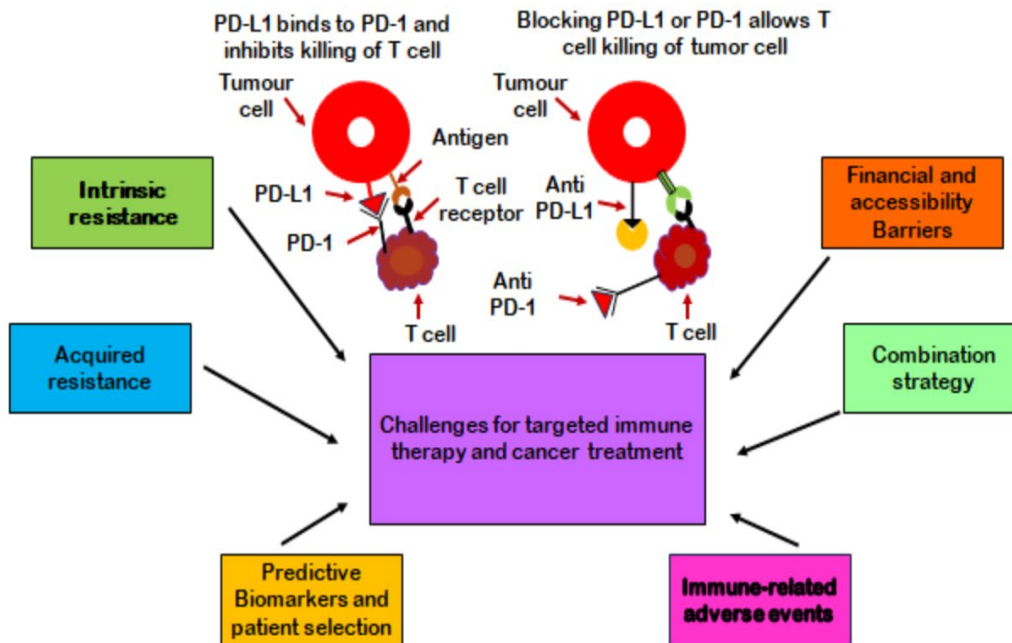 PD-L1 binds to PD-1 and
inhibits killing of T cell
Blocking PD-L1 or PD-1 allows T
cell killing of tumor cell
Tumour
cell
Antigen
PD-L1
T cell
receptor
PD-1
T cell
Tumour
cell
Anti
PD-L1
Anti
PD-1
T cell
Intrinsic
resistance
Financial and
accessibility
Barriers
Acquired
resistance
Combination
strategy
Challenges for targeted immune
therapy and cancer treatment
Predictive
Biomarkers and
patient selection
Immune-related
adverse events